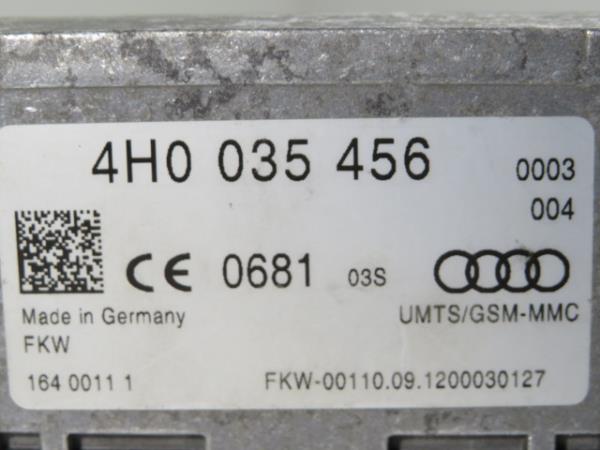 4H0 035 456 0003
004
CE 0681 03S
Made in Germany UMTS/GSM-MMC
FKW
164 0011 1 FKW-00110.09.1200030127